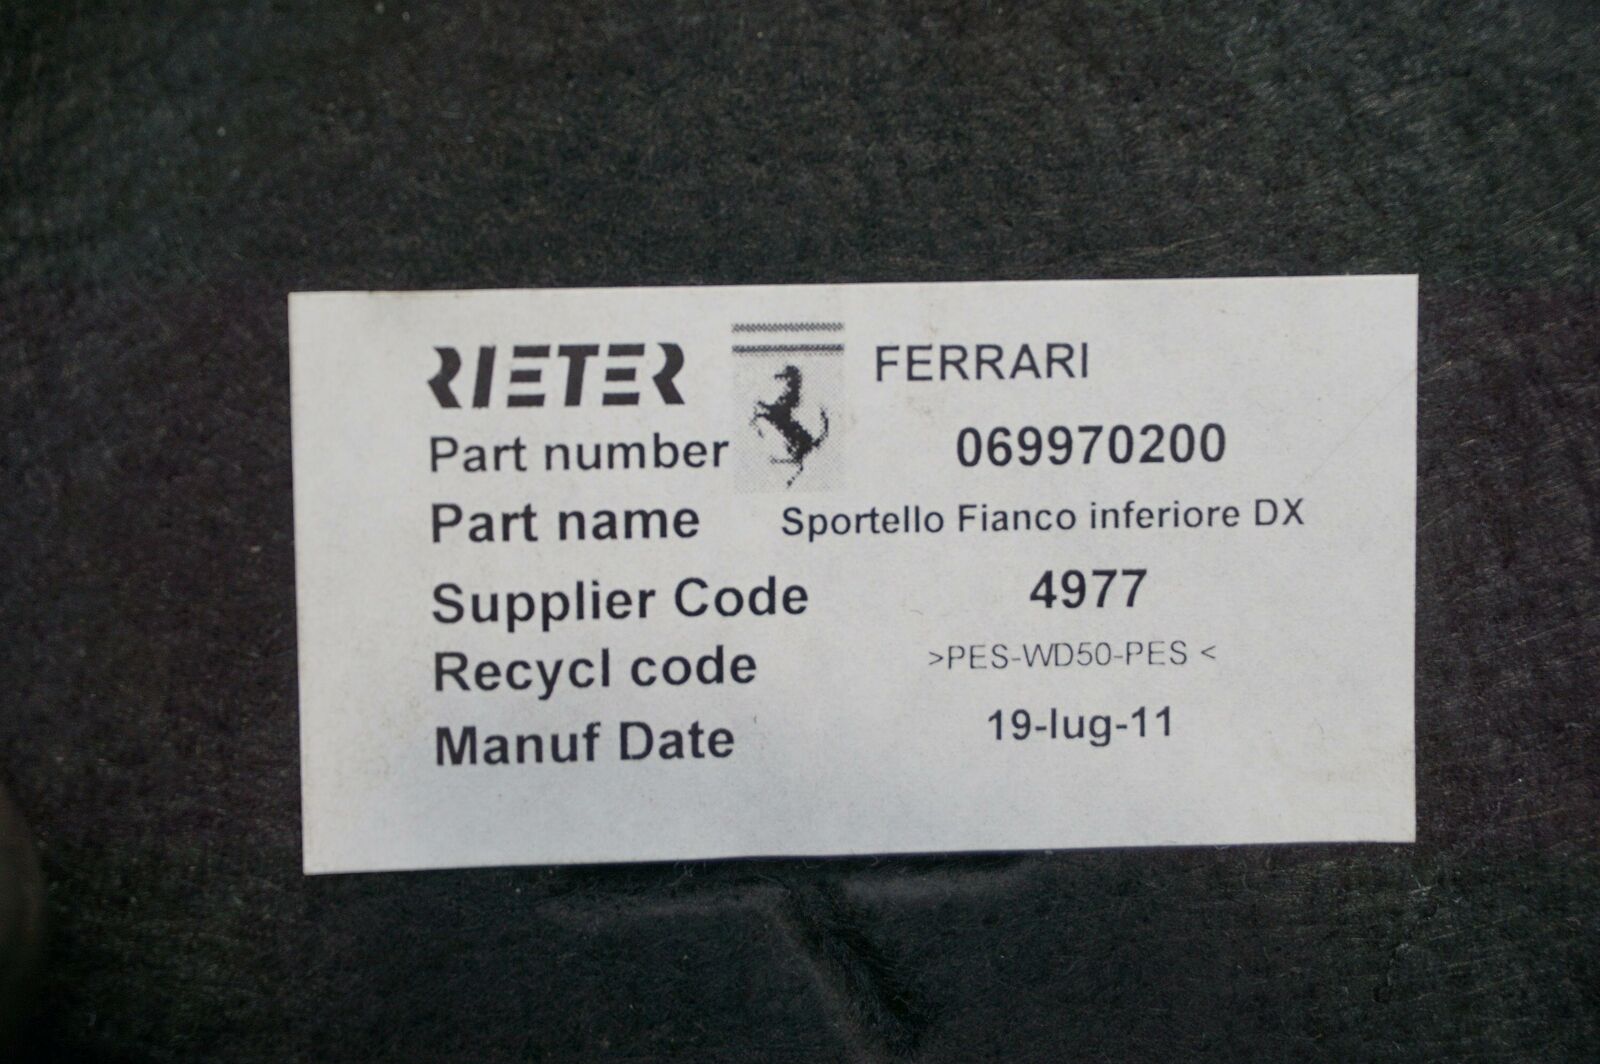 RIETER FERRARI
Part number 069970200
Part name Sportello Fianco inferiore DX
Supplier Code 4977
Recycl code >PES-WD50-PES <
Manuf Date 19-lug-11